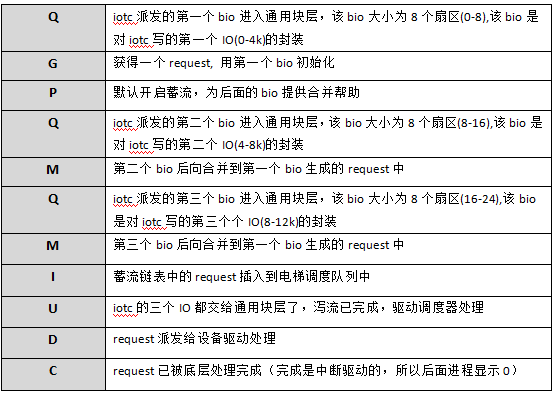 Q
iotc 派发的第一个 bio 进入通用块层，该 bio 大小为 8 个扇区(0-8),该 bio 是
对 iotc 写的第一个 IO(0-4k)的封装
G
获得一个 request, 用第一个 bio 初始化
P
默认开启蓄流，为后面的 bio 提供合并帮助
Q
iotc 派发的第二个 bio 进入通用块层，该 bio 大小为 8 个扇区(8-16),该 bio 是
对 iotc 写的第二个 IO(4-8k)的封装
M
第二个 bio 后向合并到第一个 bio 生成的 request 中
Q
iotc 派发的第三个 bio 进入通用块层，该 bio 大小为 8 个扇区(16-24),该 bio
是对 iotc 写的第三个个 IO(8-12k)的封装
M
第三个 bio 后向合并到第一个 bio 生成的 request 中
I
蓄流链表中的 request 插入到电梯调度队列中
U
iotc 的三个 IO 都交给通用块层了，泻流已完成，驱动调度器处理
D
request 派发给设备驱动处理
C
request 已被底层处理完成（完成是中断驱动的，所以后面进程显示 0）